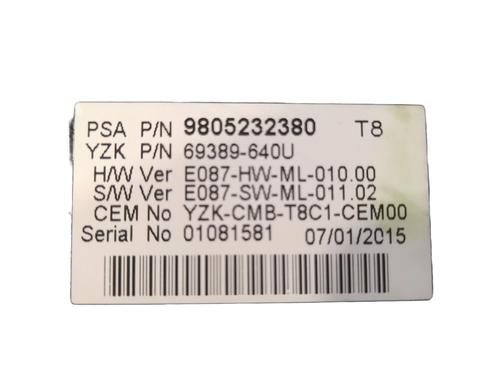 PSA P/N 9805232380 T8
YZK P/N 69389-640U
H/W Ver E087-HW-ML-010.00
S/W Ver E087-SW-ML-011.02
CEM No YZK-CMB-T8C1-CEM00
Serial No 01081581 07/01/2015